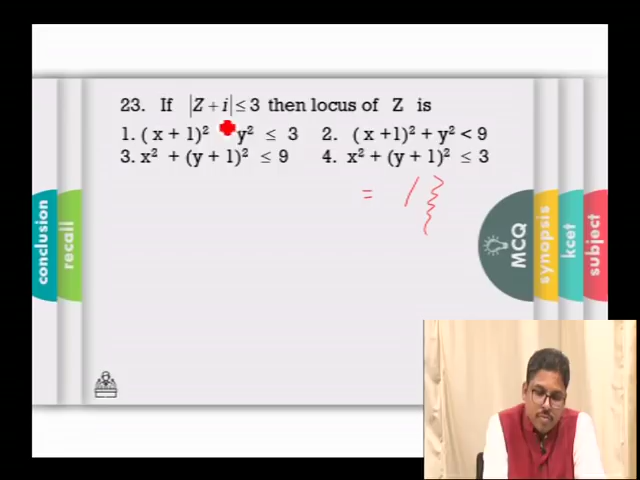 23. If |Z + i| ≤ 3 then locus of Z is
1. ( x + 1)² y² ≤ 3 2. (x +1)² + y² < 9
3. x² + (y + 1)² ≤ 9 4. x² + (y + 1)² ≤ 3
=
conclusion
recall
MCQ
synopsis
kcet
subject